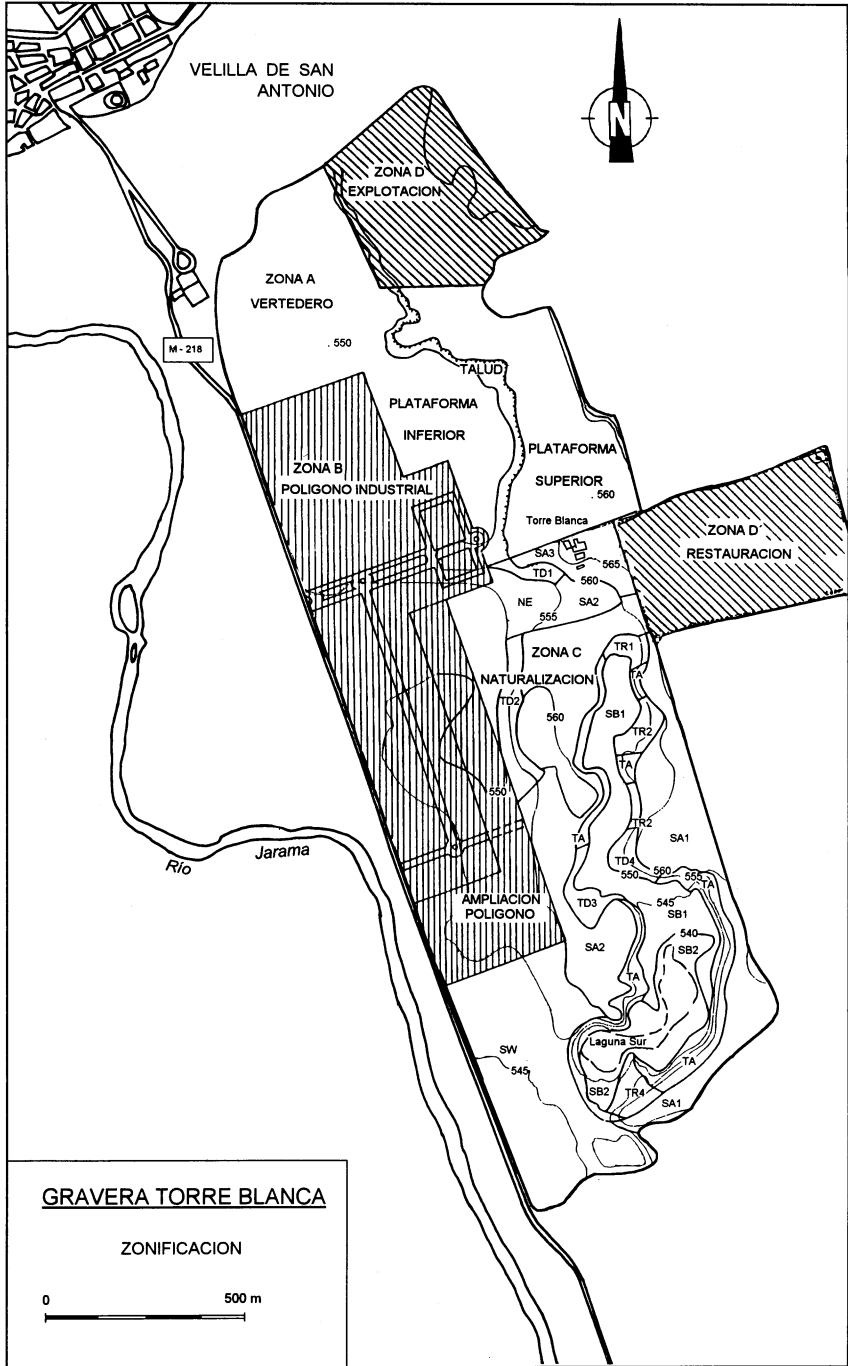 VELILLA DE SAN
ANTONIO
N
ZONA D
EXPLOTACION
ZONA A
VERTEDERO
. 550
M - 218
TALUD
PLATAFORMA
INFERIOR
PLATAFORMA
SUPERIOR
. 560
ZONA B
POLIGONO INDUSTRIAL
Torre Blanca
ZONA D´
RESTAURACION
SA3
565
TD1
560
NE
SA2
555
ZONA C
NATURALIZACION
TR1
TA
TD2
560
SB1
TR2
TA
550
TR2
SA1
TA
TD4
550
560
555
TA
AMPLIACION
POLIGONO
TD3
545
SB1
540
SB2
SA2
TA
Río
Jarama
Laguna Sur
SW
545
TA
SB2
TR4
SA1
GRAVERA TORRE BLANCA
ZONIFICACION
0
500 m